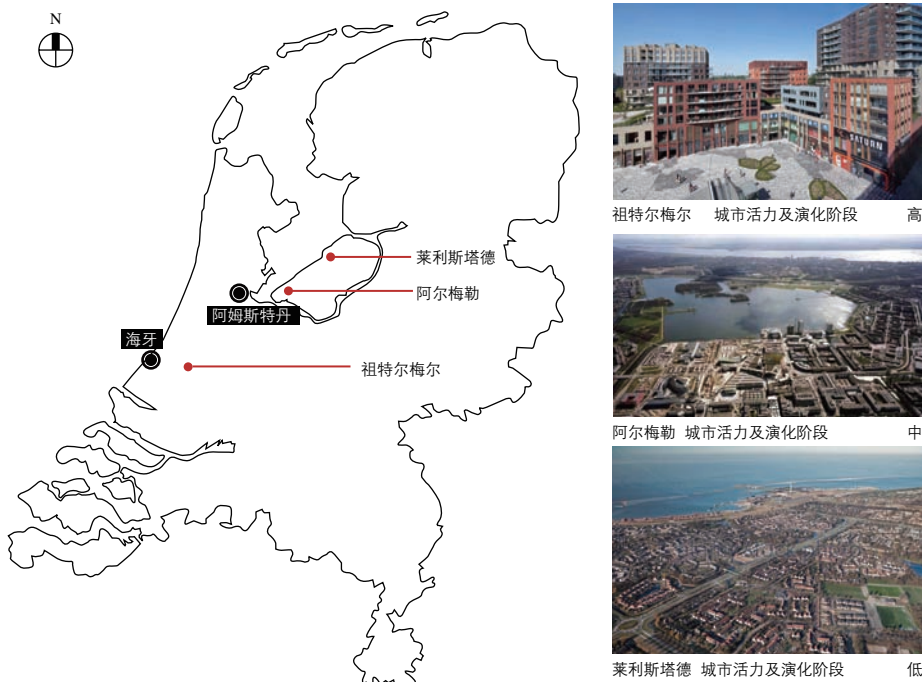 N
莱利斯塔德
阿尔梅勒
阿姆斯特丹
海牙
祖特尔梅尔
SATURN
祖特尔梅尔 城市活力及演化阶段 高
阿尔梅勒 城市活力及演化阶段 中
莱利斯塔德 城市活力及演化阶段 低